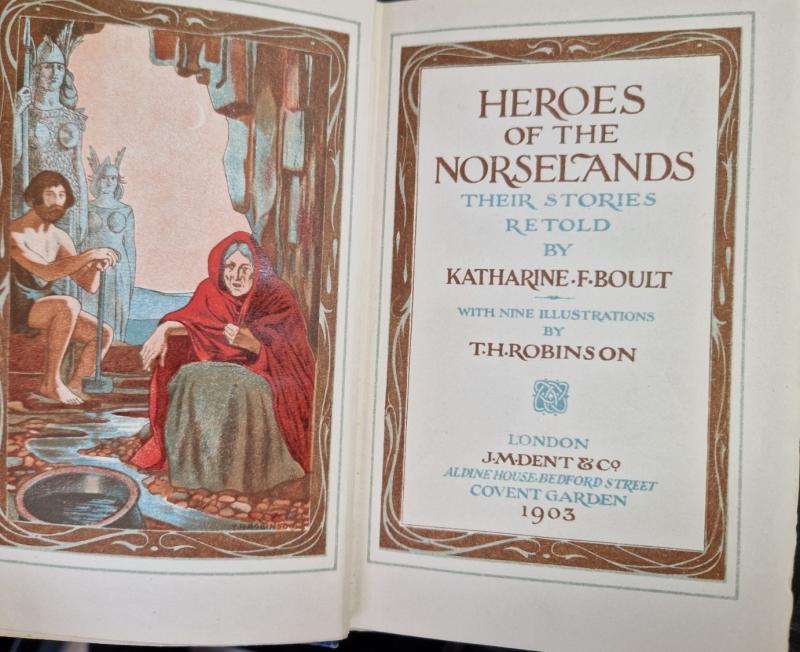 T.H.ROBINSON
HEROES
OF THE
NORSELANDS
THEIR STORIES
RETOLD
BY
KATHARINE·F·BOULT
WITH NINE ILLUSTRATIONS
BY
T·H·ROBINSON
LONDON
J·M·DENT & CO
ALDINE HOUSE·BEDFORD STREET
COVENT GARDEN
1903